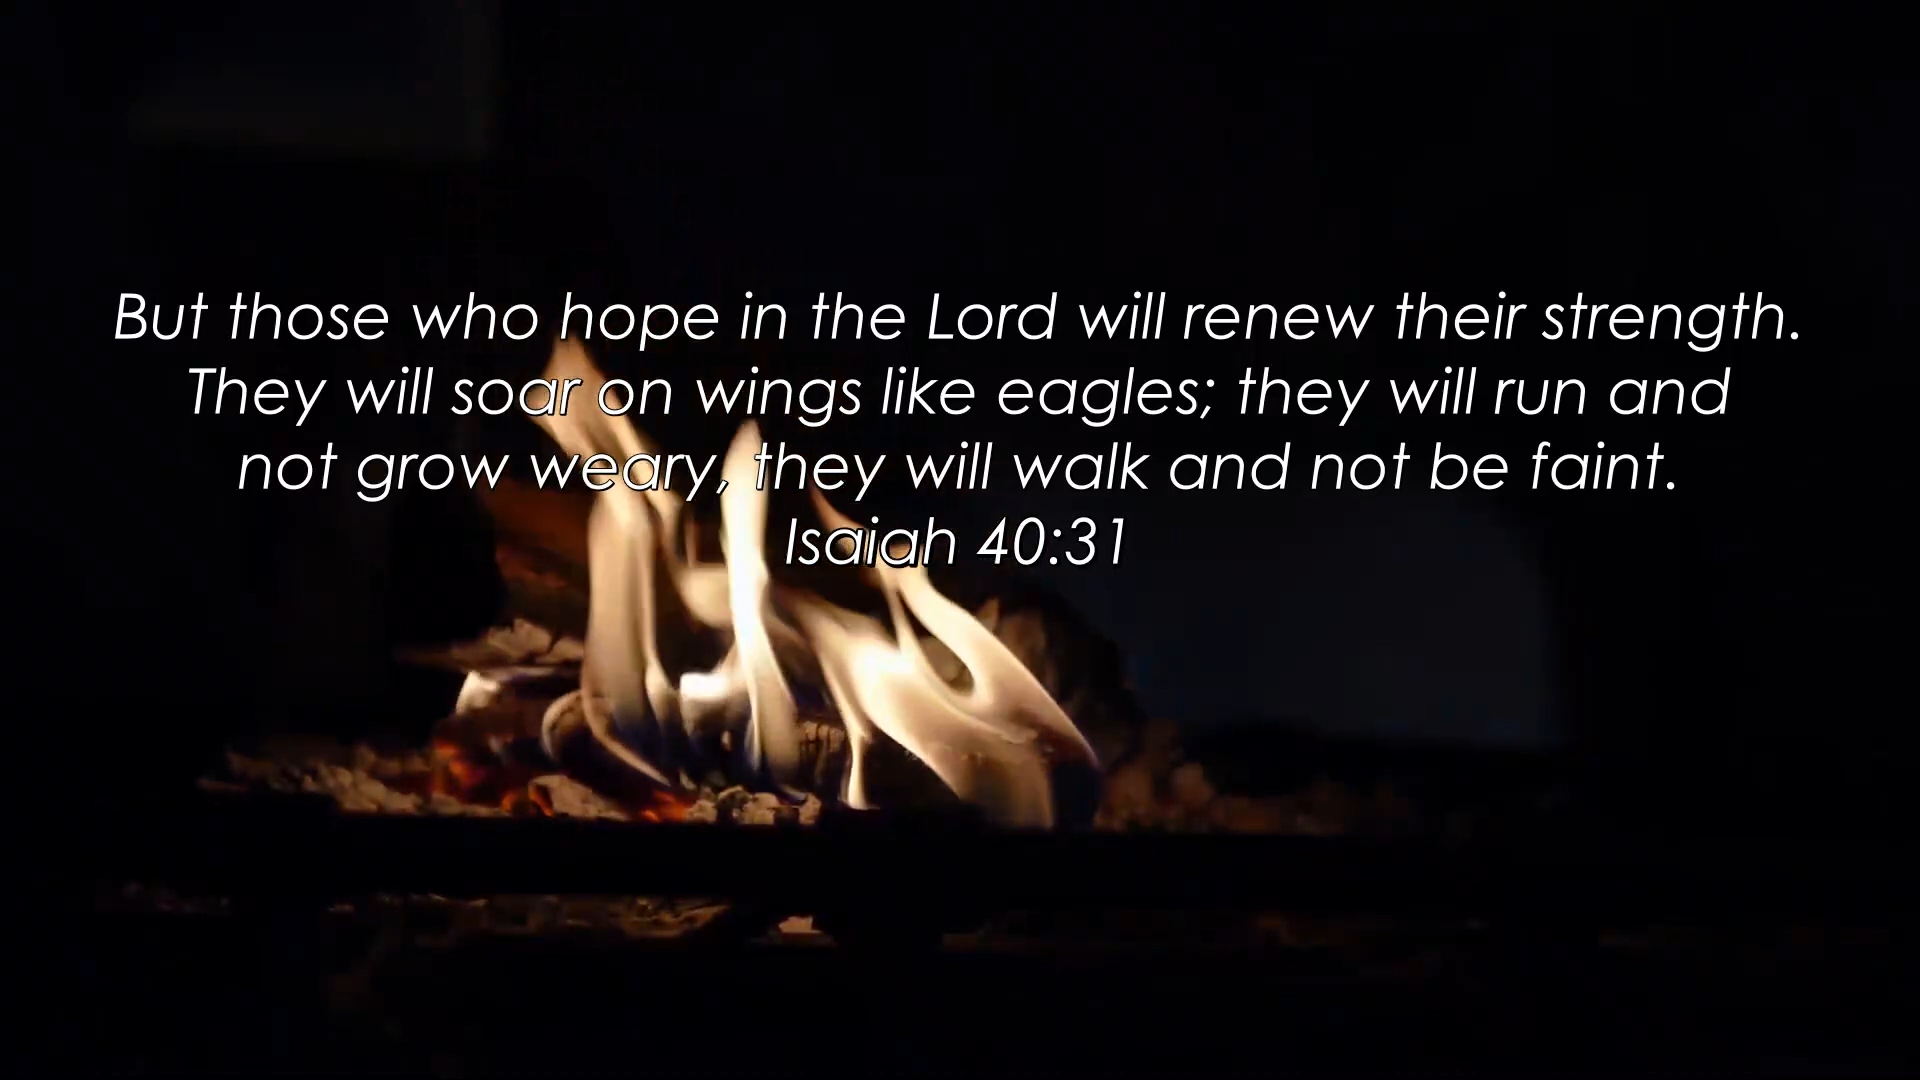 But those who hope in the Lord will renew their strength.
They will soar on wings like eagles; they will run and
not grow weary, they will walk and not be faint.
Isaiah 40:31